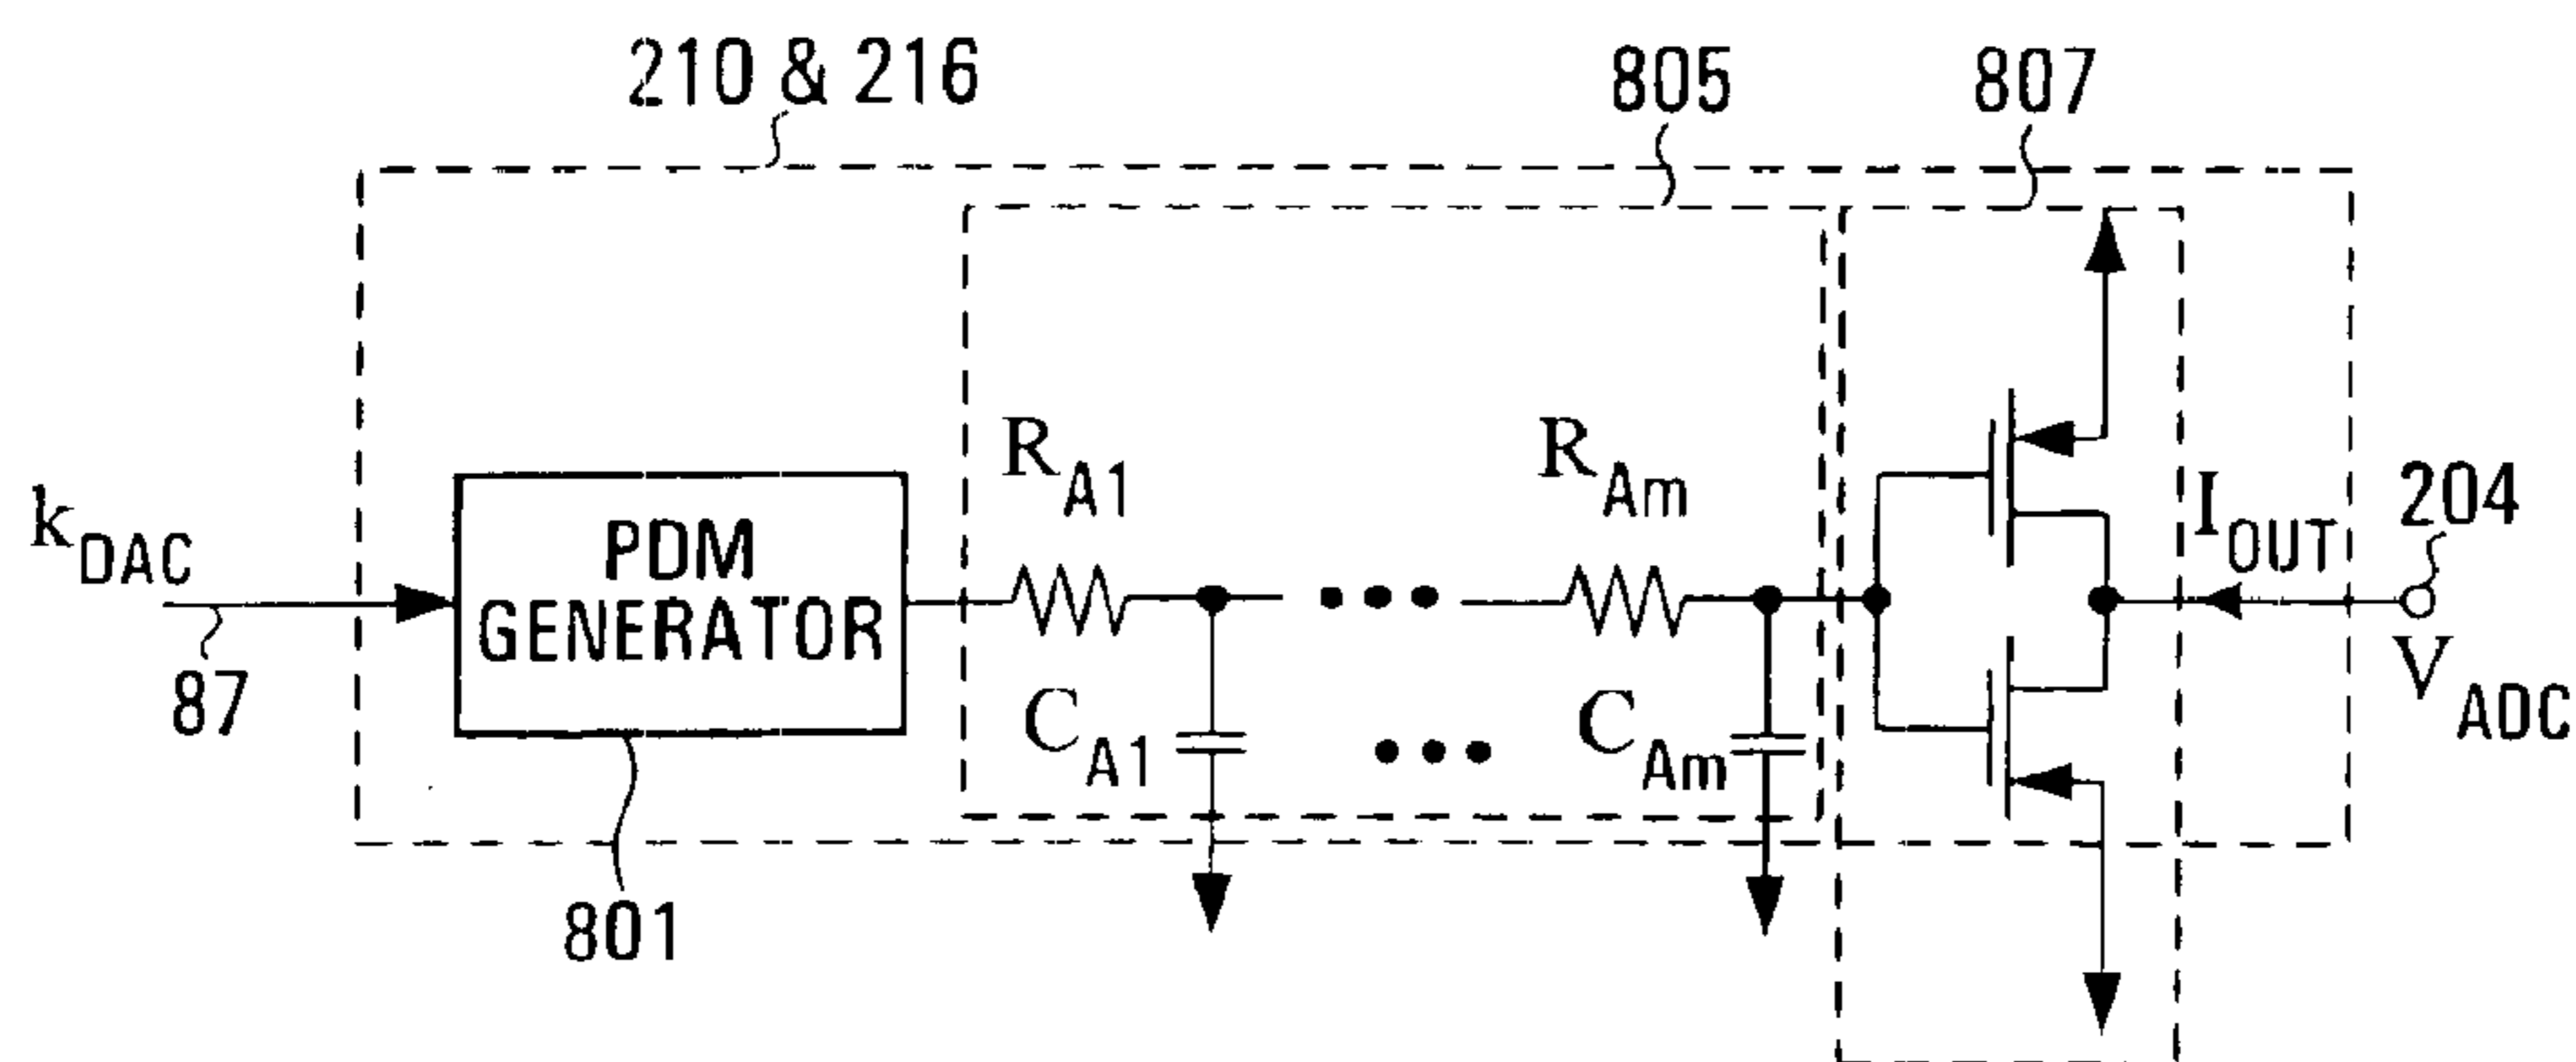 210 & 216
805
807
R A1
R Am
k DAC
PDM
GENERATOR
I OUT
204
87
C A1
C Am
V ADC
801